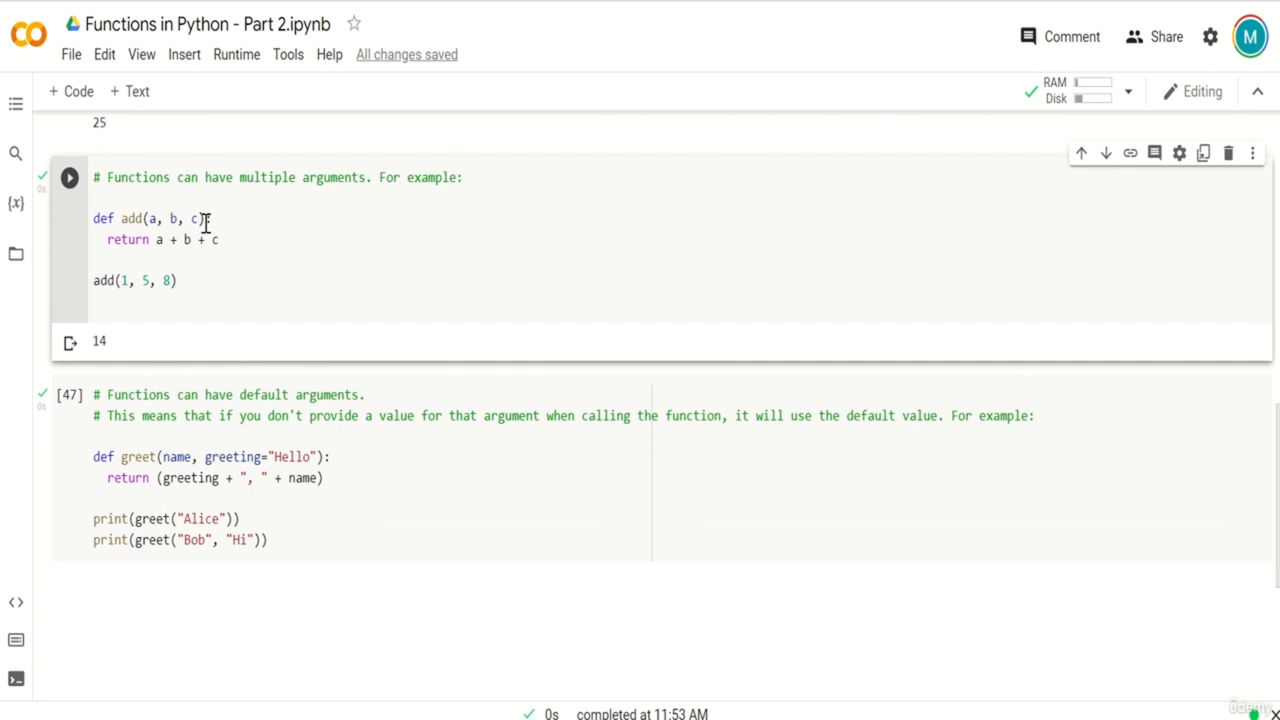 Functions in Python - Part 2.ipynb
Comment
Share
M
File Edit View Insert Runtime Tools Help All changes saved
+ Code + Text
RAM
Disk
Editing
25
# Functions can have multiple arguments. For example:
0s
{x}
def add(a, b, c):
return a + b + c
add(1, 5, 8)
14
[47] # Functions can have default arguments.
0s
# This means that if you don't provide a value for that argument when calling the function, it will use the default value. For example:
def greet(name, greeting="Hello"):
return (greeting + ", " + name)
print(greet("Alice"))
print(greet("Bob", "Hi"))
0s completed at 11:53 AM
ûdemy